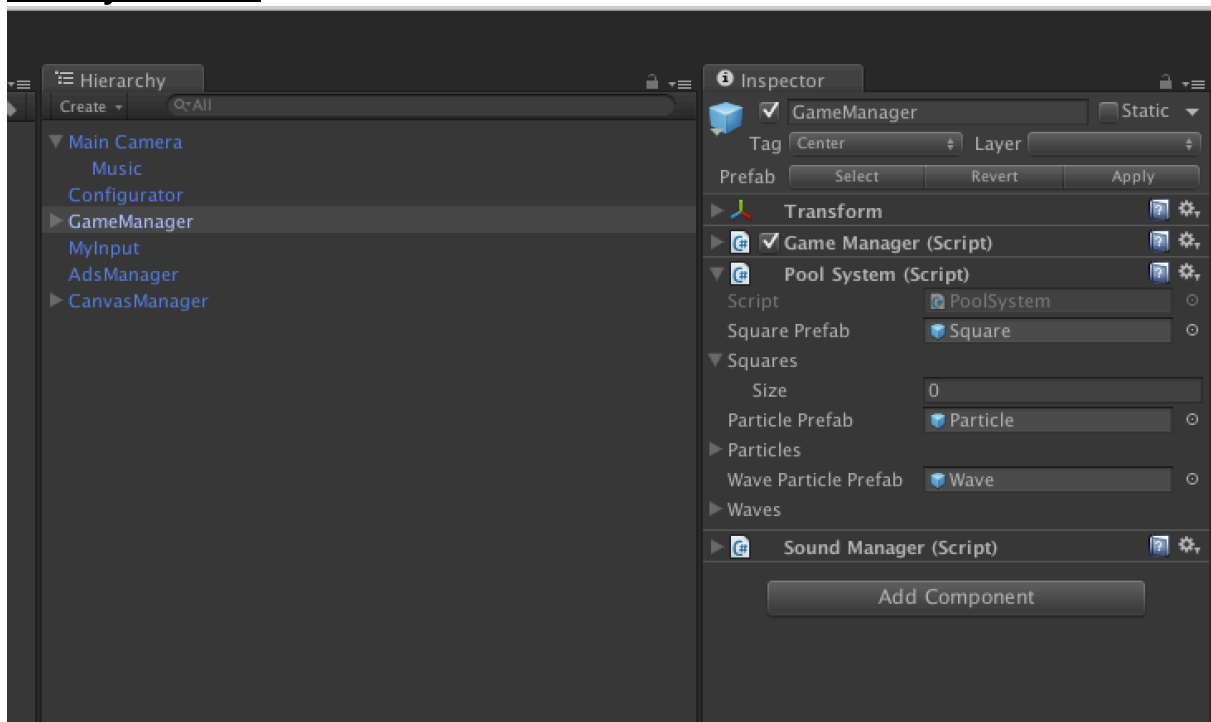 Hierarchy
Create
All
Main Camera
Music
Configurator
GameManager
MyInput
AdsManager
CanvasManager
Inspector
GameManager Static
Tag Center Layer
Prefab Select Revert Apply
Transform
Game Manager (Script)
Pool System (Script)
Script PoolSystem
Square Prefab Square
Squares
Size 0
Particle Prefab Particle
Particles
Wave Particle Prefab Wave
Waves
Sound Manager (Script)
Add Component